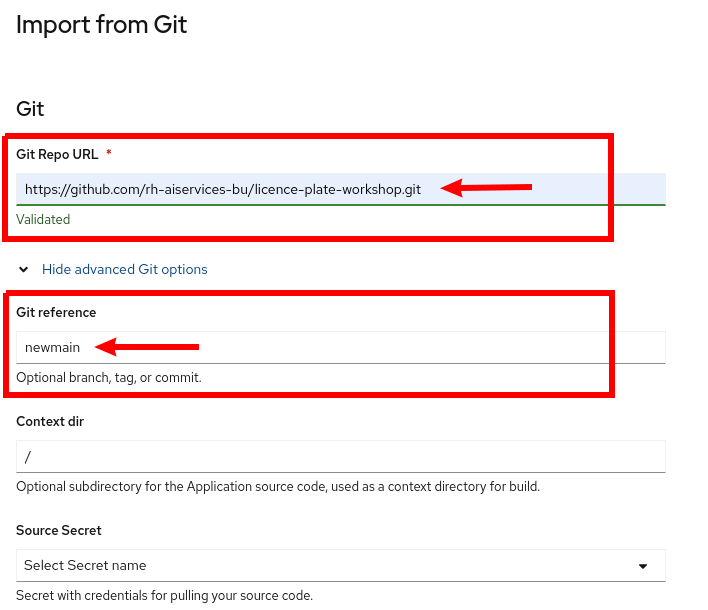 Import from Git
Git
Git Repo URL *
https://github.com/rh-aiservices-bu/licence-plate-workshop.git
Validated
Hide advanced Git options
Git reference
newmain
Optional branch, tag, or commit.
Context dir
/
Optional subdirectory for the Application source code, used as a context directory for build.
Source Secret
Select Secret name
Secret with credentials for pulling your source code.